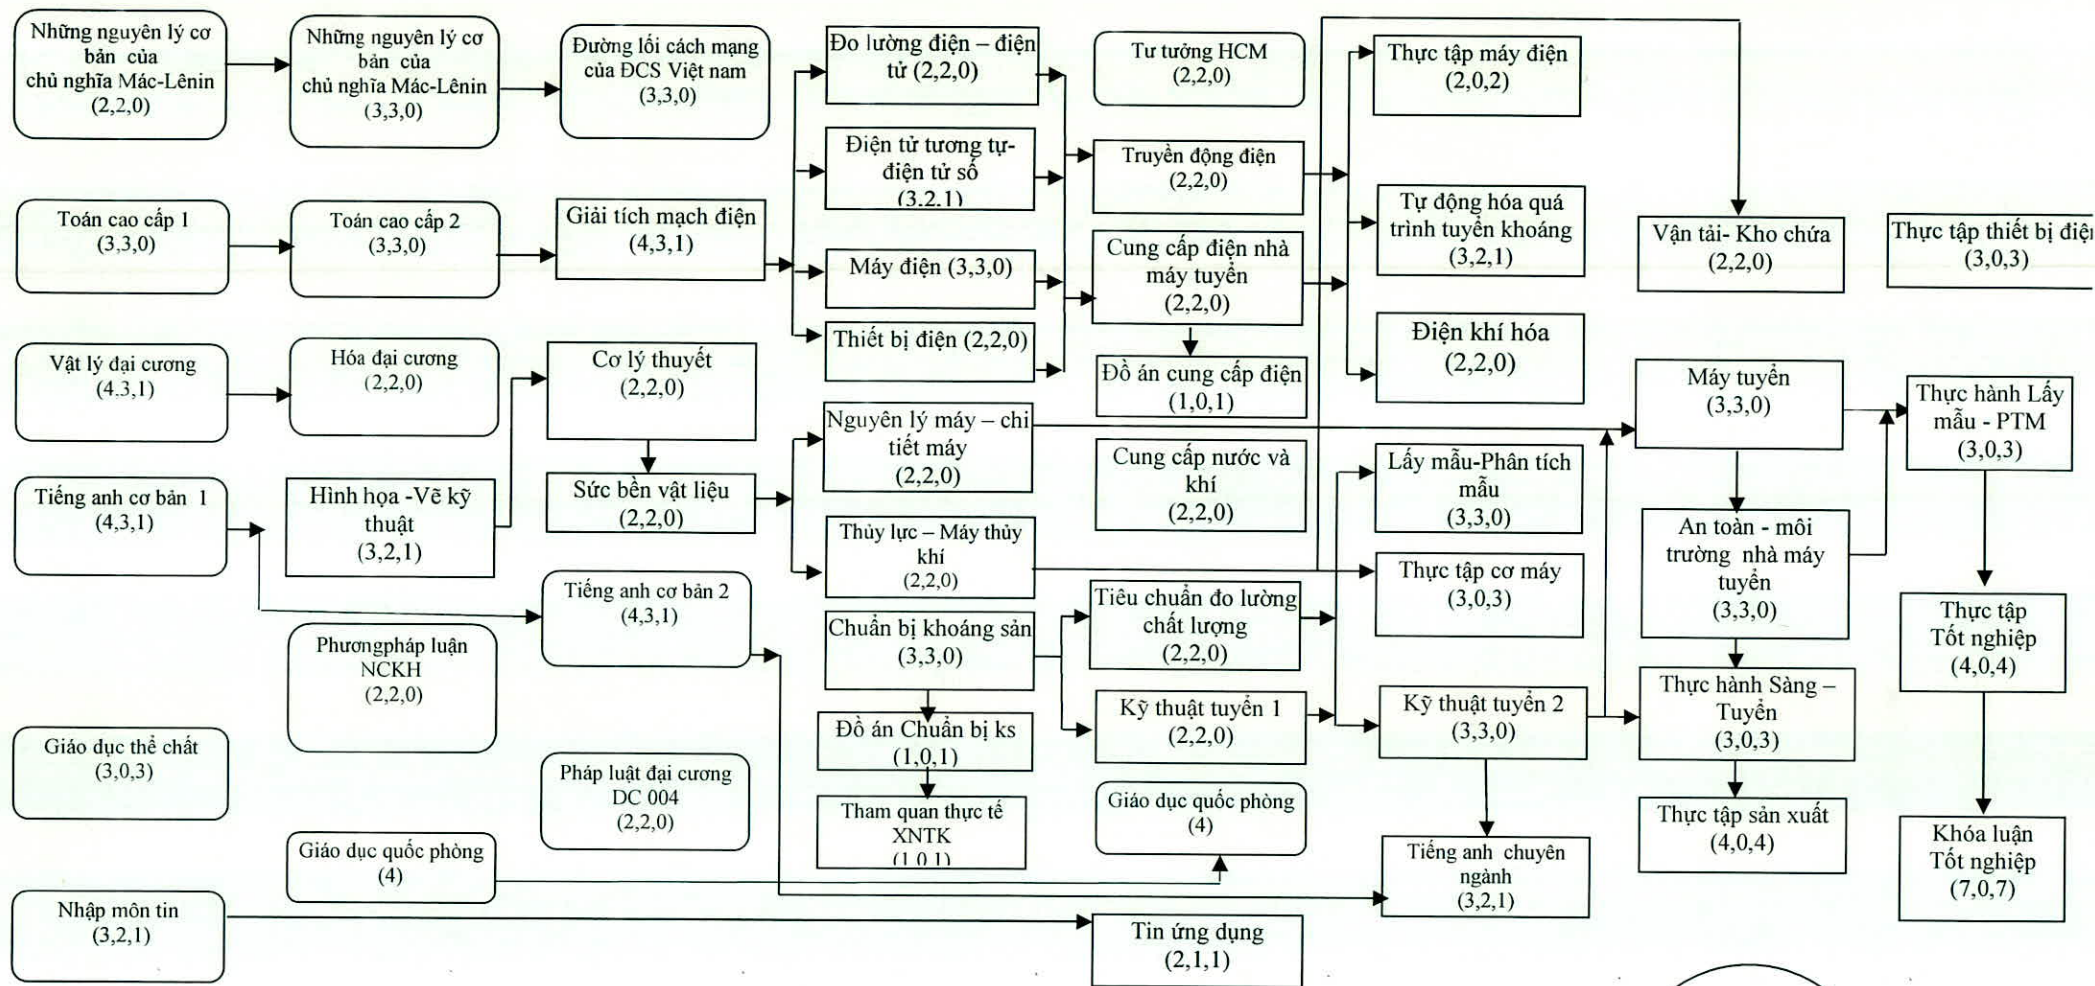 Những nguyên lý cơ
bản của
chủ nghĩa Mác-Lênin
(2,2,0)
Toán cao cấp 1
(3,3,0)
Vật lý đại cương
(4.3,1)
Tiếng anh cơ bản 1
(4,3,1)
Giáo dục thể chất
(3,0,3)
Nhập môn tin
(3,2,1)
Những nguyên lý cơ
bản của
chủ nghĩa Mác-Lênin
(3,3,0)
Toán cao cấp 2
(3,3,0)
Hóa đại cương
(2,2,0)
Hình họa -Vẽ kỹ
thuật
(3,2,1)
Phươngpháp luận
NCKH
(2,2,0)
Giáo dục quốc phòng
(4)
Đường lối cách mạng
của ĐCS Việt nam
(3,3,0)
Giải tích mạch điện
(4,3,1)
Cơ lý thuyết
(2,2,0)
Sức bền vật liệu
(2,2,0)
Tiếng anh cơ bản 2
(4,3,1)
Pháp luật đại cương
DC 004
(2,2,0)
Đo lường điện – điện
tử (2,2,0)
Điện tử tương tự-
điện tử số
(3.2.1)
Máy điện (3,3,0)
Thiết bị điện (2,2,0)
Nguyên lý máy – chi
tiết máy
(2,2,0)
Thủy lực – Máy thủy
khí
(2,2,0)
Chuẩn bị khoáng sản
(3,3,0)
Đồ án Chuẩn bị ks
(1,0,1)
Tham quan thực tế
XNTK
(1.0.1)
Tư tưởng HCM
(2,2,0)
Truyền động điện
(2,2,0)
Cung cấp điện nhà
máy tuyển
(2,2,0)
Đồ án cung cấp điện
(1,0,1)
Cung cấp nước và
khí
(2,2,0)
Tiêu chuẩn đo lường
chất lượng
(2,2,0)
Kỹ thuật tuyển 1
(2,2,0)
Giáo dục quốc phòng
(4)
Tin ứng dụng
(2,1,1)
Thực tập máy điện
(2,0,2)
Tự động hóa quá
trình tuyển khoáng
(3,2,1)
Điện khí hóa
(2,2,0)
Lấy mẫu-Phân tích
mẫu
(3,3,0)
Thực tập cơ máy
(3,0,3)
Kỹ thuật tuyển 2
(3,3,0)
Tiếng anh chuyên
ngành
(3,2,1)
Vận tải- Kho chứa
(2,2,0)
Máy tuyển
(3,3,0)
An toàn - môi
trường nhà máy
tuyển
(3,3,0)
Thực hành Sàng –
Tuyển
(3,0,3)
Thực tập sản xuất
(4,0,4)
Thực tập thiết bị
(3,0,3)
Thực hành Lấy
mẫu - PTM
(3,0,3)
Thực tập
Tốt nghiệp
(4,0,4)
Khóa luận
Tốt nghiệp
(7,0,7)